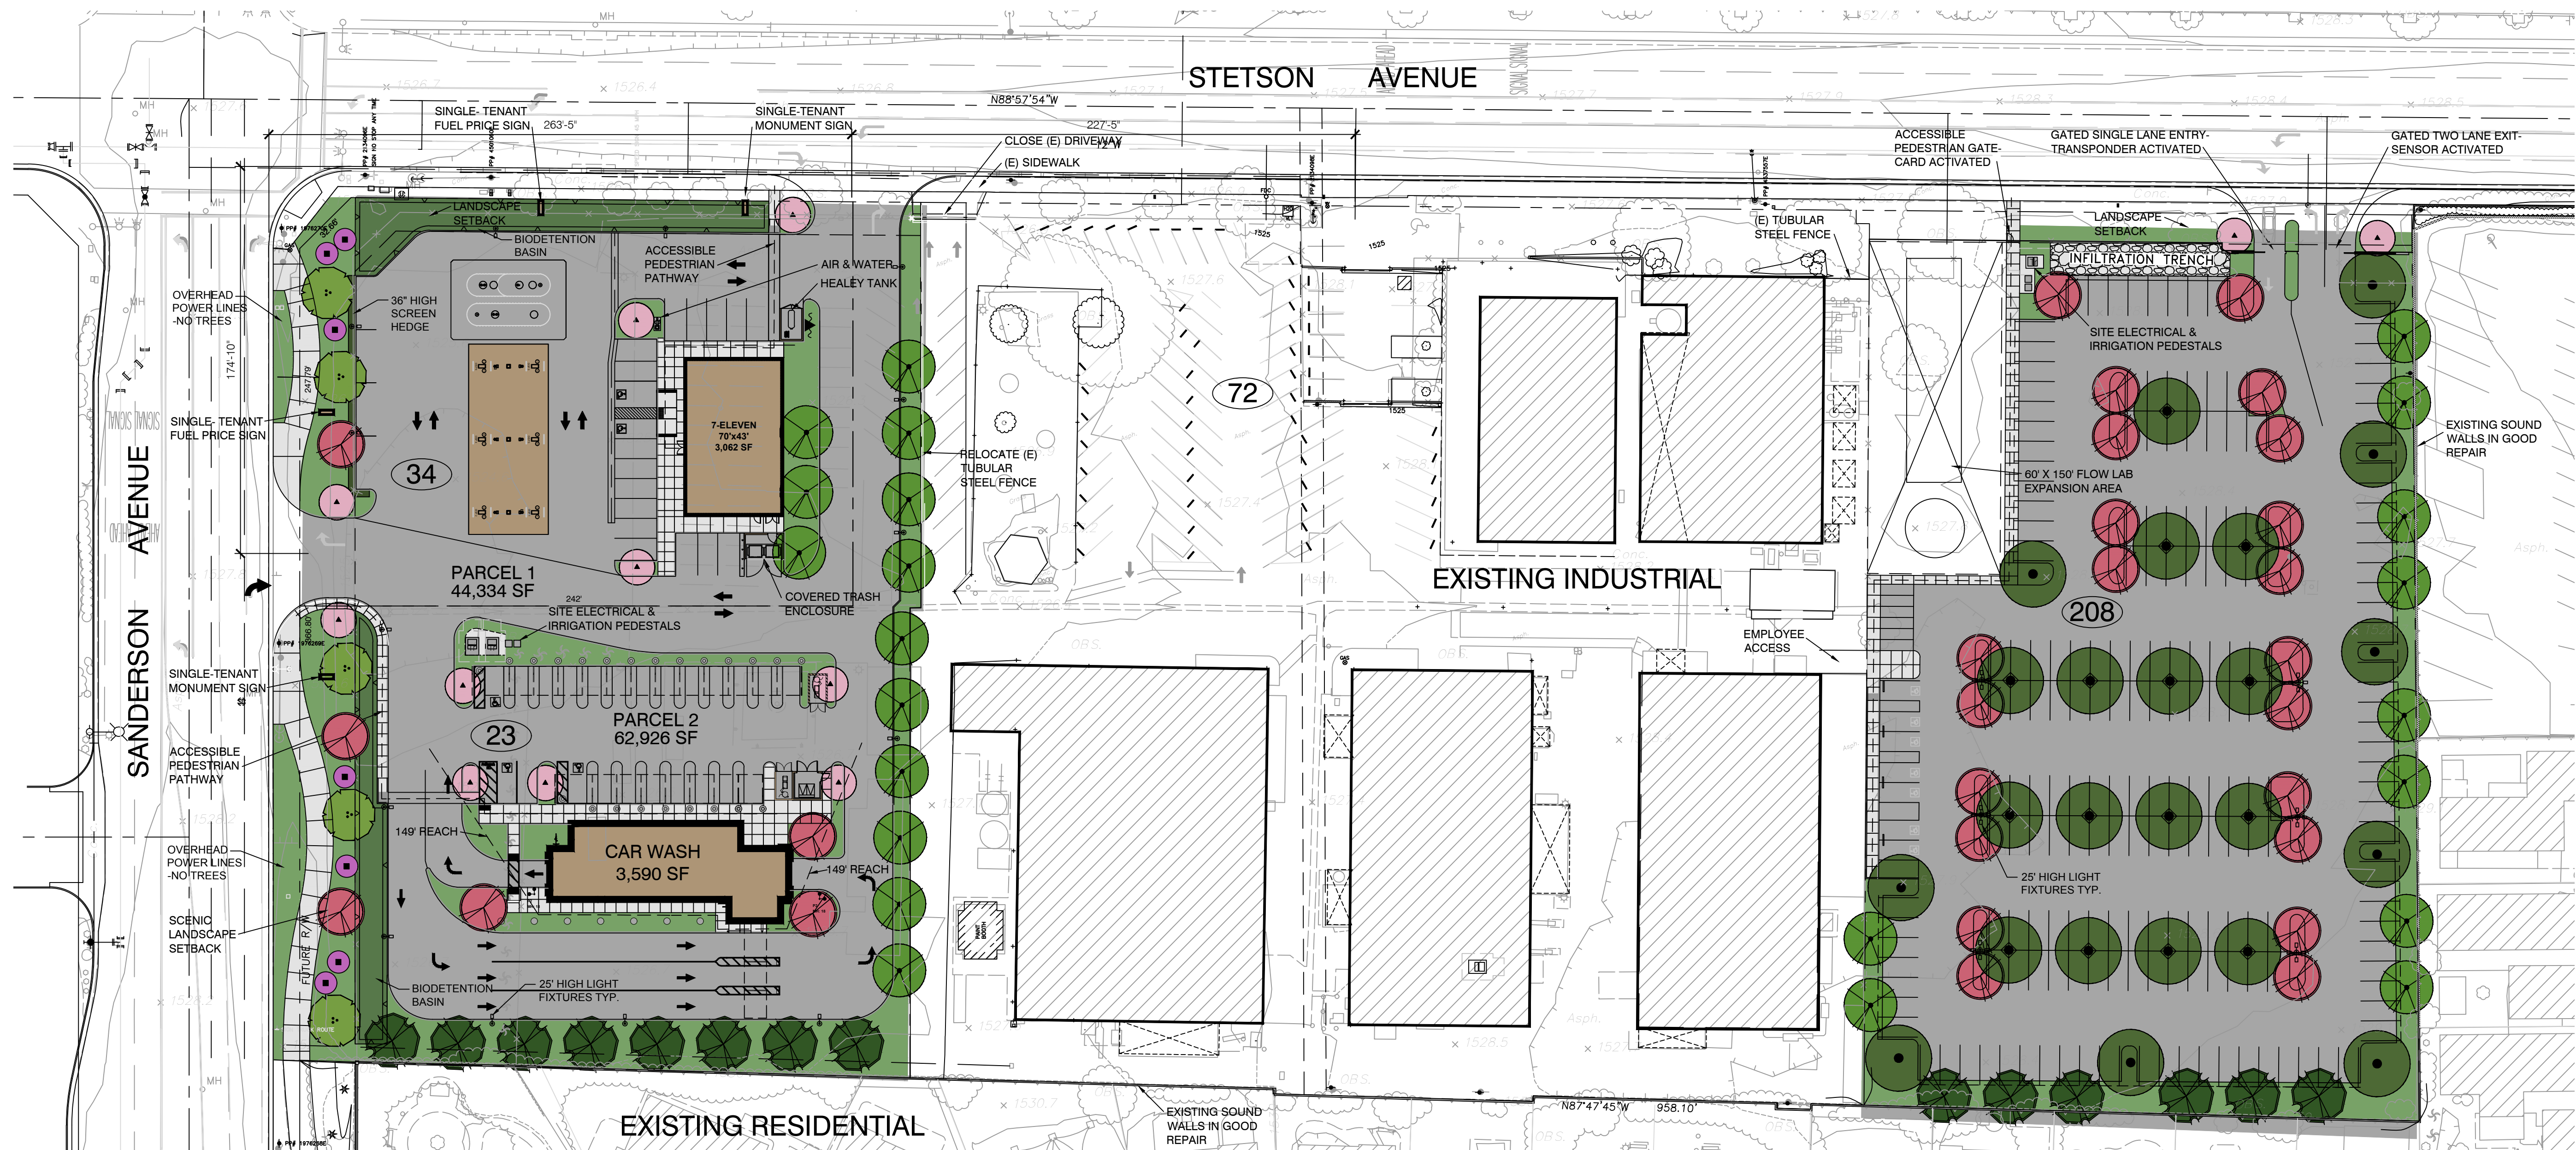 STETSON AVENUE
N88°57'54"W
SINGLE- TENANT
FUEL PRICE SIGN
263'-5"
SINGLE-TENANT
MONUMENT SIGN
227'-5"
CLOSE (E) DRIVEWAY
(E) SIDEWALK
ACCESSIBLE
PEDESTRIAN GATE-
CARD ACTIVATED
GATED SINGLE LANE ENTRY-
TRANSPONDER ACTIVATED
GATED TWO LANE EXIT-
SENSOR ACTIVATED
LANDSCAPE
SETBACK
BIODETENTION
BASIN
ACCESSIBLE
PEDESTRIAN
PATHWAY
AIR & WATER
HEALEY TANK
(E) TUBULAR
STEEL FENCE
LANDSCAPE
SETBACK
INFILTRATION TRENCH
OVERHEAD
POWER LINES
-NO TREES
36" HIGH
SCREEN
HEDGE
174'-10"
247.79'
SITE ELECTRICAL &
IRRIGATION PEDESTALS
SINGLE- TENANT
FUEL PRICE SIGN
7-ELEVEN
70'x43'
3,062 SF
72
34
RELOCATE (E)
TUBULAR
STEEL FENCE
EXISTING SOUND
WALLS IN GOOD
REPAIR
60' X 150' FLOW LAB
EXPANSION AREA
SANDERSON AVENUE
PARCEL 1
44,334 SF
242'
COVERED TRASH
ENCLOSURE
EXISTING INDUSTRIAL
SITE ELECTRICAL &
IRRIGATION PEDESTALS
208
EMPLOYEE
ACCESS
SINGLE-TENANT
MONUMENT SIGN
PARCEL 2
62,926 SF
23
ACCESSIBLE
PEDESTRIAN
PATHWAY
149' REACH
CAR WASH
3,590 SF
149' REACH
OVERHEAD
POWER LINES
-NO TREES
25' HIGH LIGHT
FIXTURES TYP.
SCENIC
LANDSCAPE
SETBACK
FUTURE R/W
PAINT
BOOTH
BIODETENTION
BASIN
25' HIGH LIGHT
FIXTURES TYP.
EXISTING RESIDENTIAL
EXISTING SOUND
WALLS IN GOOD
REPAIR
N87°47'45"W 958.10'